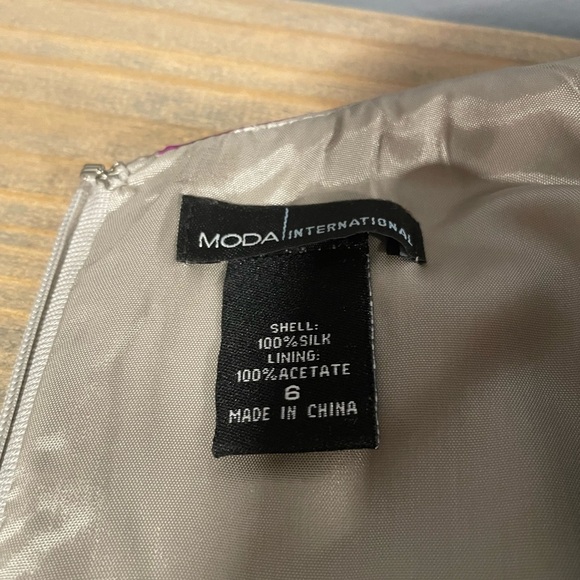 MODA INTERNATIONAL
SHELL:
100%SILK
LINING:
100%ACETATE
6
MADE IN CHINA